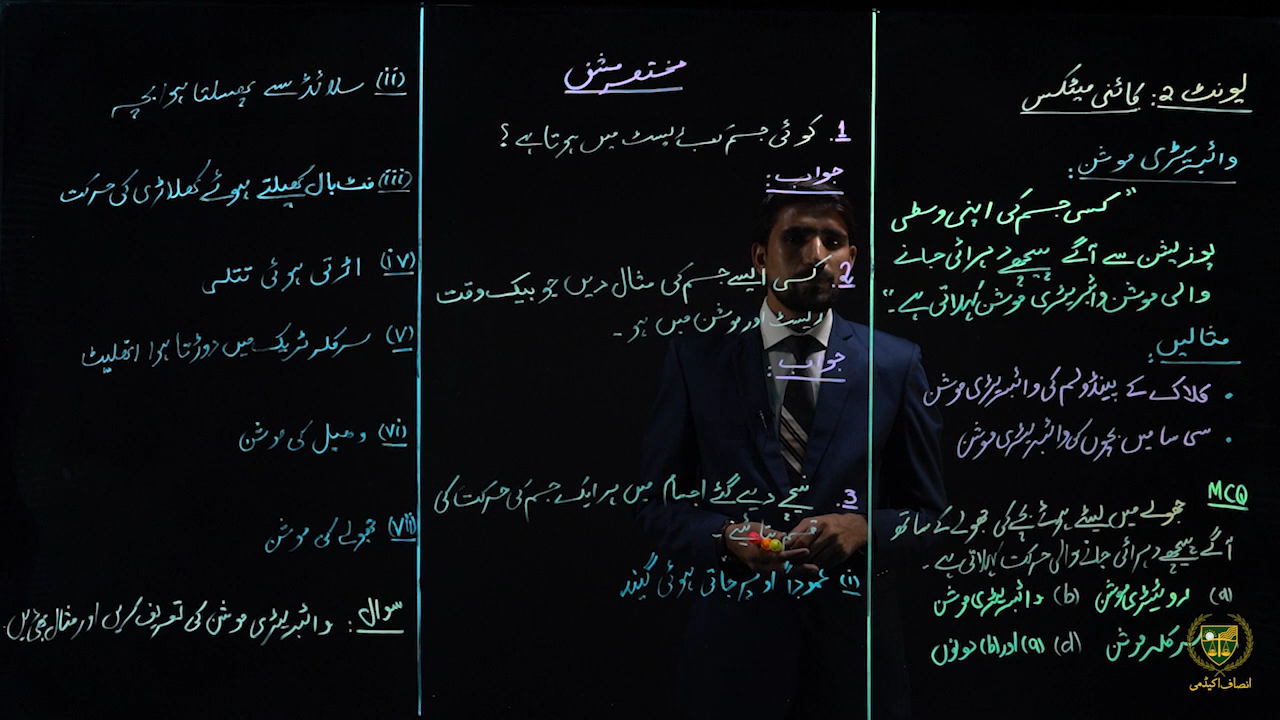 یونٹ 2: کائنی میٹکس
وائبریٹری موشن:
"کسی جسم کی اپنی وسطی
پوزیشن سے آگے پیچھے دہرائی جانے
والی موشن وائبریٹری موشن کہلاتی ہے۔"
مثالیں:
• کلاک کے پینڈولم کی وائبریٹری موشن
• سی سا میں بچوں کی وائبریٹری موشن
MCQ
جھولے میں لیٹے ہوئے بچے کی جھولے کے ساتھ
آگے پیچھے دہرائی جانے والی حرکت کہلاتی ہے۔
(a) روٹیٹری موشن (b) وائبریٹری موشن
سرکلر موشن (d) (a) اور (b) دونوں
مختصر مشق
1. کوئی جسم کب ریسٹ میں ہوتا ہے؟
جواب:
2. کسی ایسے جسم کی مثال دیں جو بیک وقت
ریسٹ اور موشن میں ہو۔
جواب:
3. نیچے دیے گئے اجسام میں ہر ایک جسم کی حرکت کی
قسم بتائیے۔
(i) عموداً اوپر جاتی ہوئی گیند
(ii) سلائڈ سے پھسلتا ہوا بچہ
(iii) فٹ بال کھیلتے ہوئے کھلاڑی کی حرکت
(iv) اڑتی ہوئی تتلی
(v) سرکلر ٹریک میں دوڑتا ہوا اتھلیٹ
(vi) وھیل کی موشن
(vii) جھولے کی موشن
سوال: وائبریٹری موشن کی تعریف کریں اور مثال بھی دیں۔
انصاف اکیڈمی